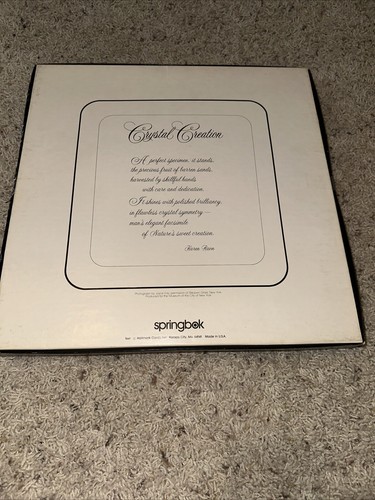 Crystal Creation
A perfect specimen, it stands,
the precious fruit of barren sands,
harvested by skillful hands
with care and dedication.
It shines with polished brilliancy,
in flawless crystal symmetry—
man's elegant facsimile
of Nature's sweet creation.
springbok
Made in U.S.A.